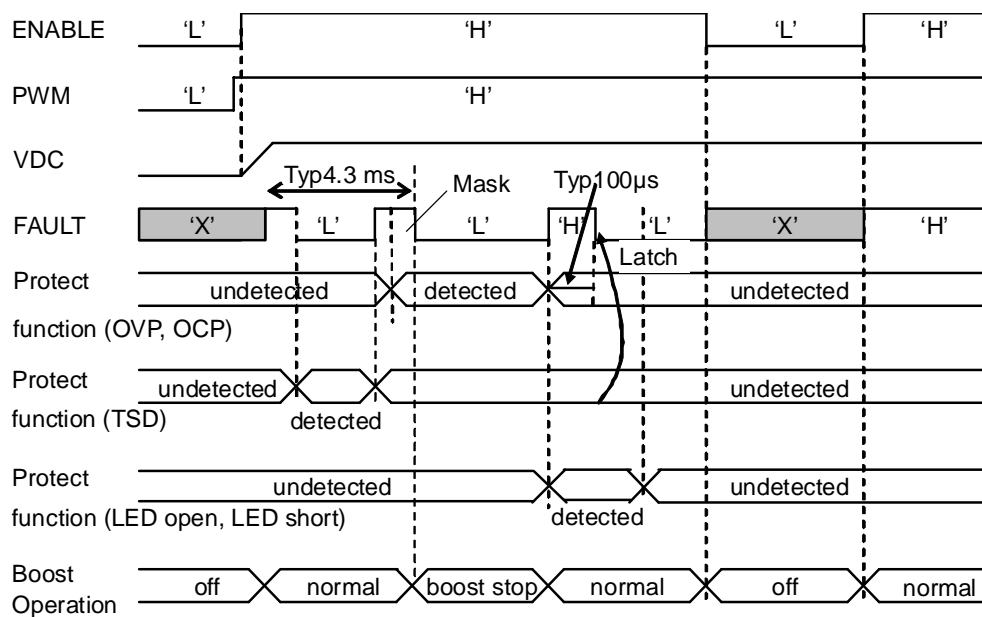 ENABLE ‘L’ ‘H’ ‘L’ ‘H’
PWM ‘L’ ‘H’
VDC
Typ4.3 ms Mask Typ100µs
FAULT ‘X’ ‘L’ ‘L’ ‘H’ ‘L’ ‘X’ ‘H’
Latch
Protect
undetected detected undetected
function (OVP, OCP)
Protect
undetected undetected
function (TSD) detected
Protect
undetected undetected
function (LED open, LED short) detected
Boost
off normal boost stop normal off normal
Operation